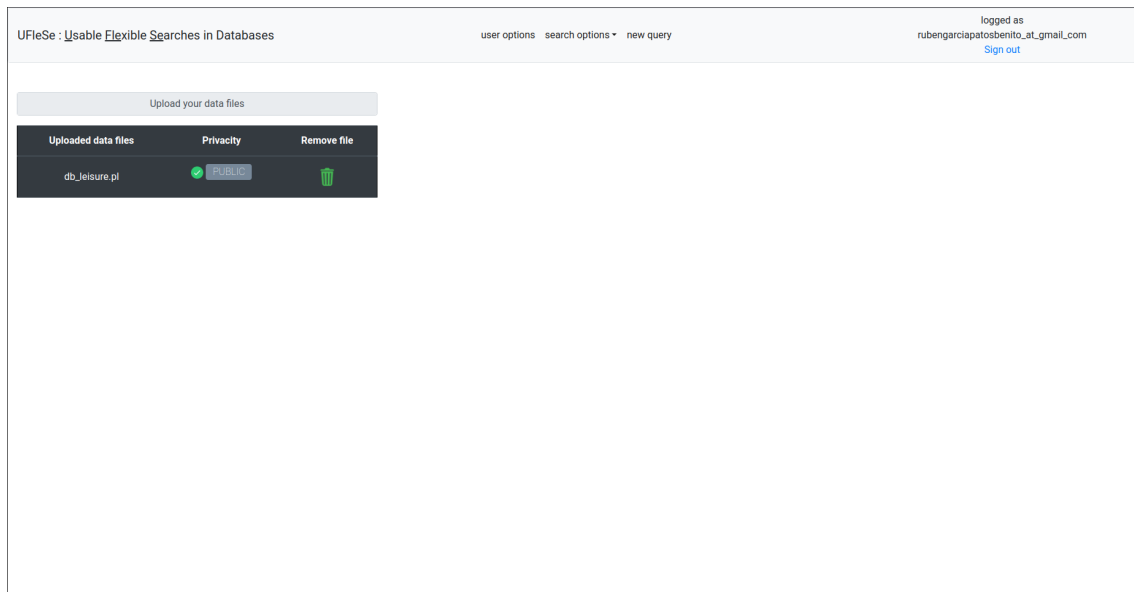 UFleSe : Usable Flexible Searches in Databases
user options search options new query
logged as
rubengarciapatosbenito_at_gmail_com
Sign out
Upload your data files
Uploaded data files Privacity Remove file
db_leisure.pl PUBLIC